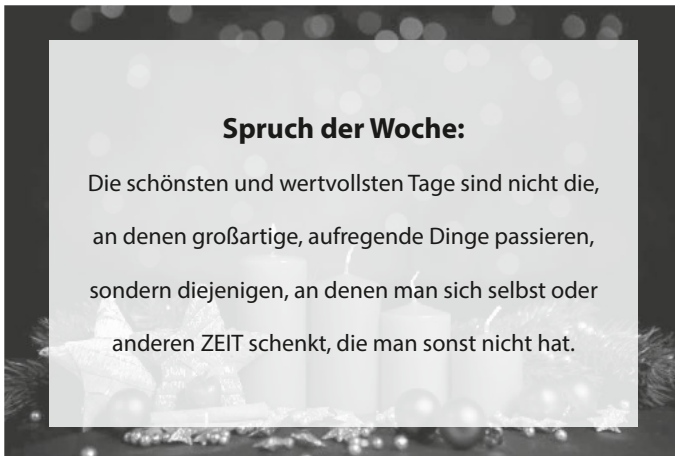 Spruch der Woche:
Die schönsten und wertvollsten Tage sind nicht die,
an denen großartige, aufregende Dinge passieren,
sondern diejenigen, an denen man sich selbst oder
anderen ZEIT schenkt, die man sonst nicht hat.